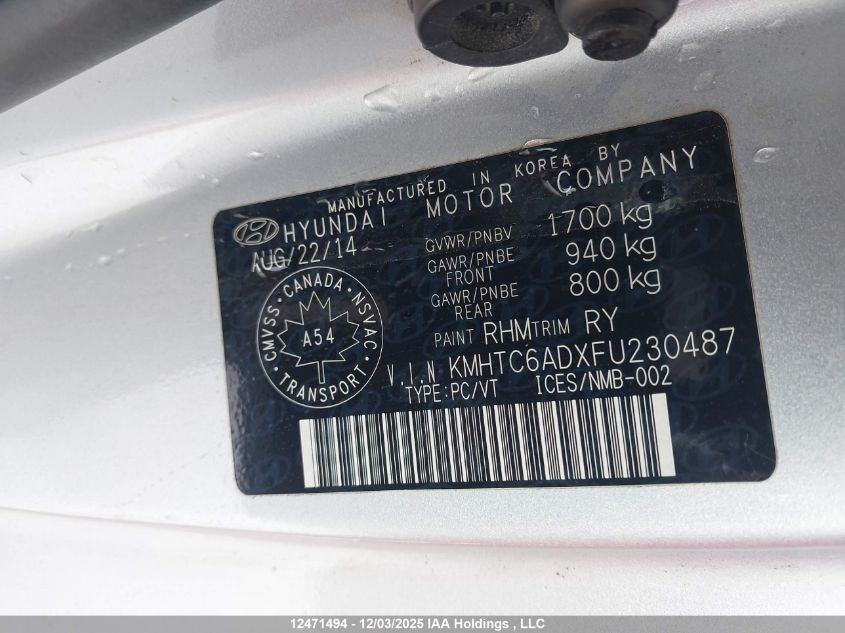 MANUFACTURED IN KOREA BY
HYUNDAI MOTOR COMPANY
AUG/22/14
GVWR/PNBV 1700 kg
GAWR/PNBE FRONT 940 kg
GAWR/PNBE REAR 800 kg
PAINT RHM TRIM RY
CMVSS · CANADA · NSVAC
A54
· TRANSPORT ·
V.I.N KMHTC6ADXFU230487
TYPE:PC/VT ICES/NMB-002
12471494 - 12/03/2025 IAA Holdings , LLC